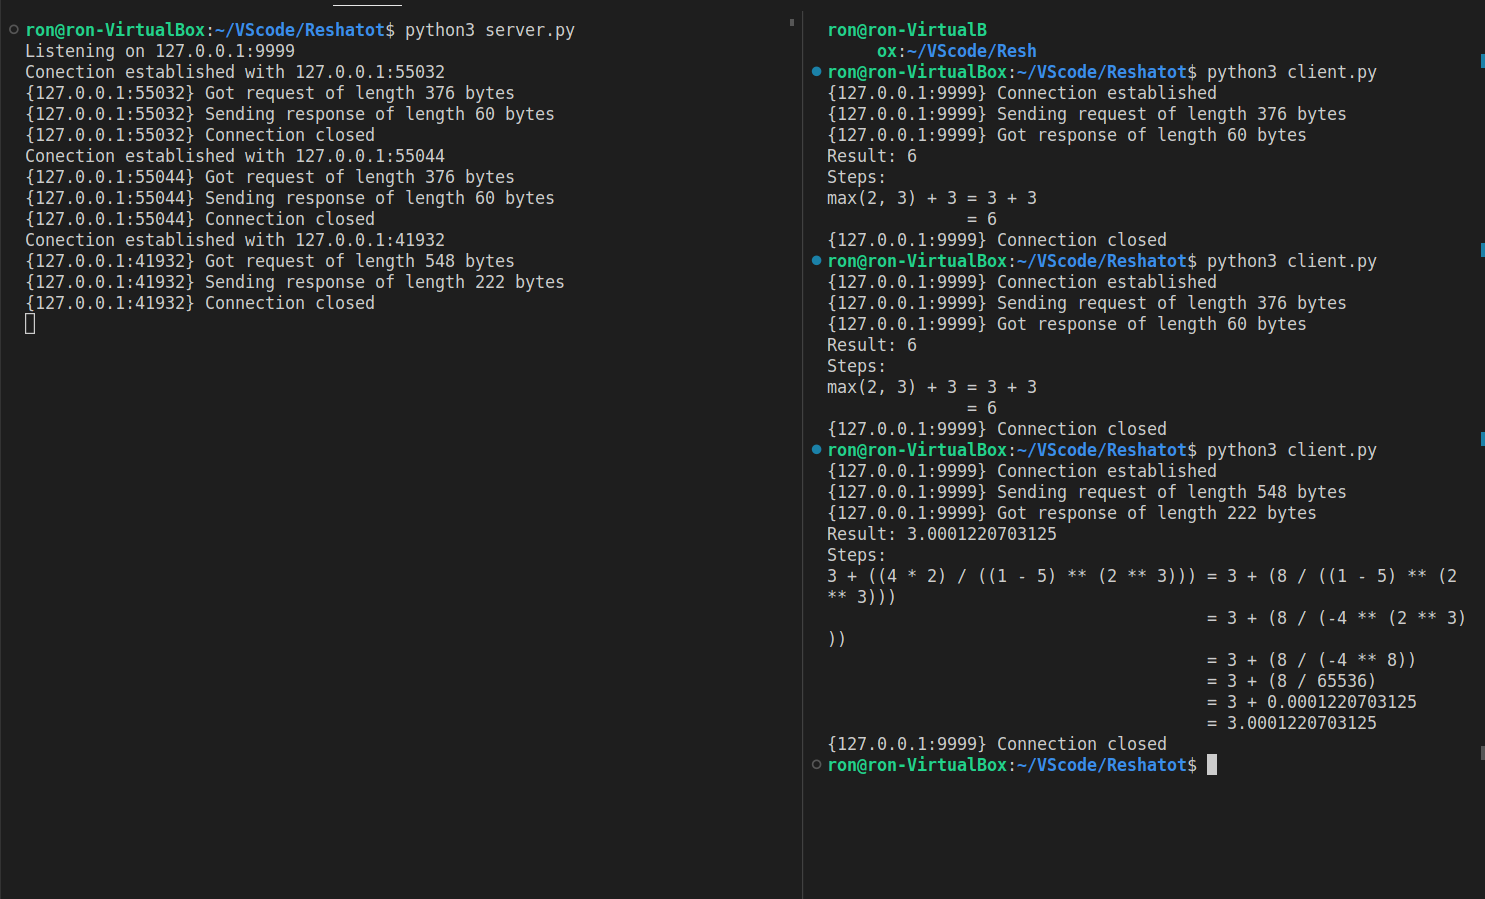 ron@ron-VirtualBox:~/VScode/Reshatot$ python3 server.py
Listening on 127.0.0.1:9999
Conection established with 127.0.0.1:55032
{127.0.0.1:55032} Got request of length 376 bytes
{127.0.0.1:55032} Sending response of length 60 bytes
{127.0.0.1:55032} Connection closed
Conection established with 127.0.0.1:55044
{127.0.0.1:55044} Got request of length 376 bytes
{127.0.0.1:55044} Sending response of length 60 bytes
{127.0.0.1:55044} Connection closed
Conection established with 127.0.0.1:41932
{127.0.0.1:41932} Got request of length 548 bytes
{127.0.0.1:41932} Sending response of length 222 bytes
{127.0.0.1:41932} Connection closed
ron@ron-VirtualB
ox:~/VScode/Resh
ron@ron-VirtualBox:~/VScode/Reshatot$ python3 client.py
{127.0.0.1:9999} Connection established
{127.0.0.1:9999} Sending request of length 376 bytes
{127.0.0.1:9999} Got response of length 60 bytes
Result: 6
Steps:
max(2, 3) + 3 = 3 + 3
= 6
{127.0.0.1:9999} Connection closed
ron@ron-VirtualBox:~/VScode/Reshatot$ python3 client.py
{127.0.0.1:9999} Connection established
{127.0.0.1:9999} Sending request of length 376 bytes
{127.0.0.1:9999} Got response of length 60 bytes
Result: 6
Steps:
max(2, 3) + 3 = 3 + 3
= 6
{127.0.0.1:9999} Connection closed
ron@ron-VirtualBox:~/VScode/Reshatot$ python3 client.py
{127.0.0.1:9999} Connection established
{127.0.0.1:9999} Sending request of length 548 bytes
{127.0.0.1:9999} Got response of length 222 bytes
Result: 3.0001220703125
Steps:
3 + ((4 * 2) / ((1 - 5) ** (2 ** 3))) = 3 + (8 / ((1 - 5) ** (2
** 3)))
= 3 + (8 / (-4 ** (2 ** 3)
))
= 3 + (8 / (-4 ** 8))
= 3 + (8 / 65536)
= 3 + 0.0001220703125
= 3.0001220703125
{127.0.0.1:9999} Connection closed
ron@ron-VirtualBox:~/VScode/Reshatot$